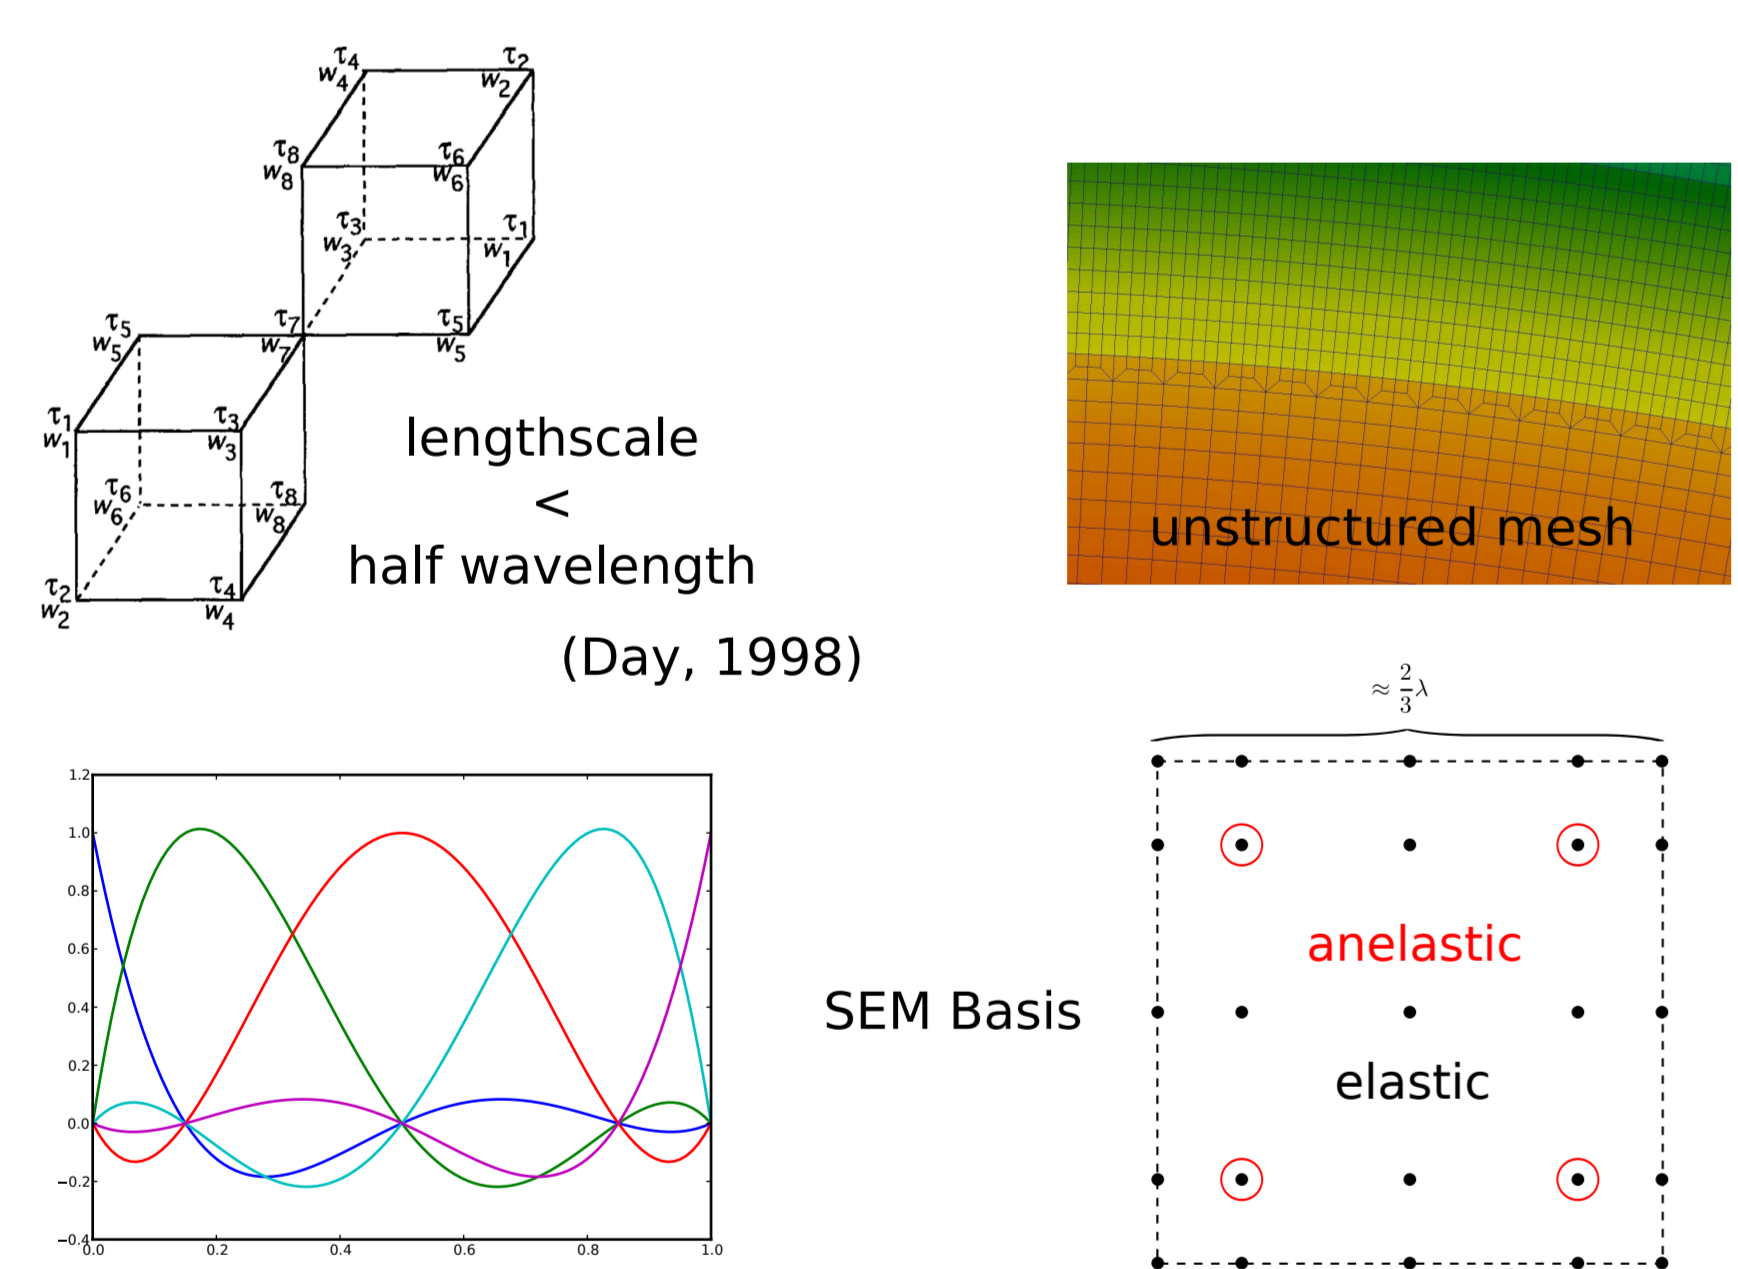 τ4
w4
τ2
w2
τ8
w8
τ6
w6
τ3
w3
τ1
w1
τ5
w5
τ7
w7
τ5
w5
τ1
w1
τ3
w3
τ6
w6
τ8
w8
τ2
w2
τ4
w4
lengthscale
<
half wavelength
(Day, 1998)
unstructured mesh
≈ 2/3 λ
1.2
1.0
0.8
0.6
0.4
0.2
0.0
−0.2
−0.4
0.0 0.2 0.4 0.6 0.8 1.0
SEM Basis
anelastic
elastic